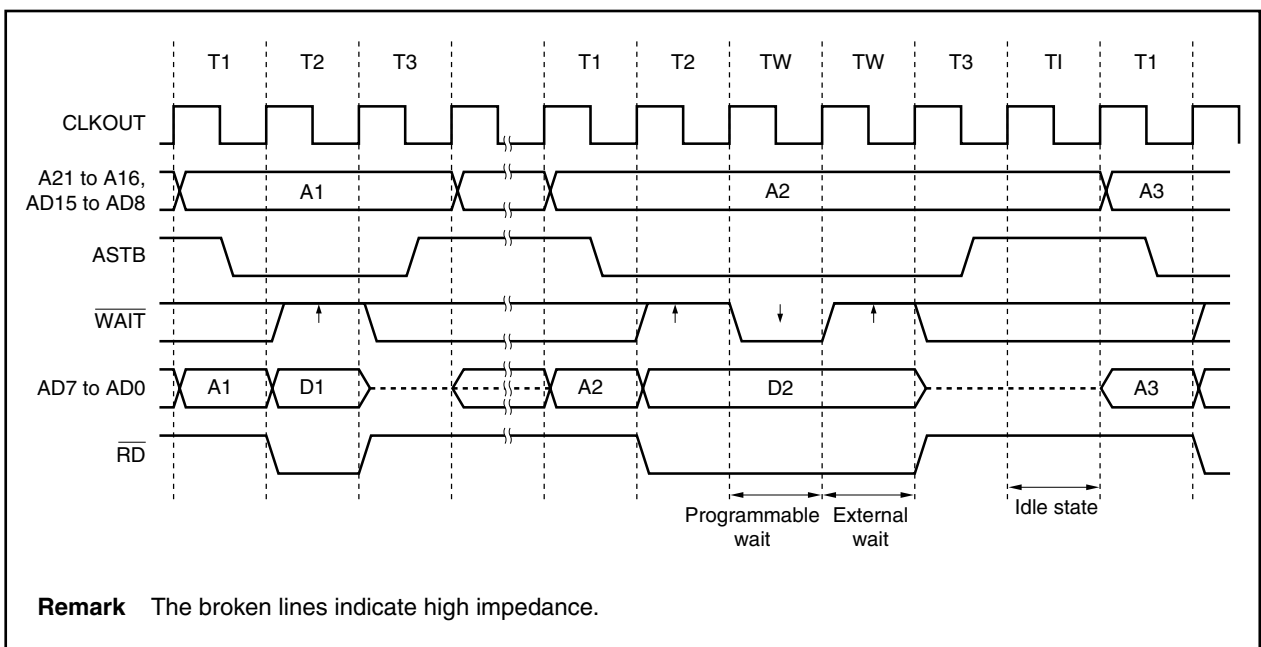 T1 T2 T3 T1 T2 TW TW T3 TI T1
CLKOUT
A21 to A16,
AD15 to AD8
A1 A2 A3
ASTB
WAIT
AD7 to AD0 A1 D1 A2 D2 A3
RD
Programmable
wait
External
wait
Idle state
Remark The broken lines indicate high impedance.